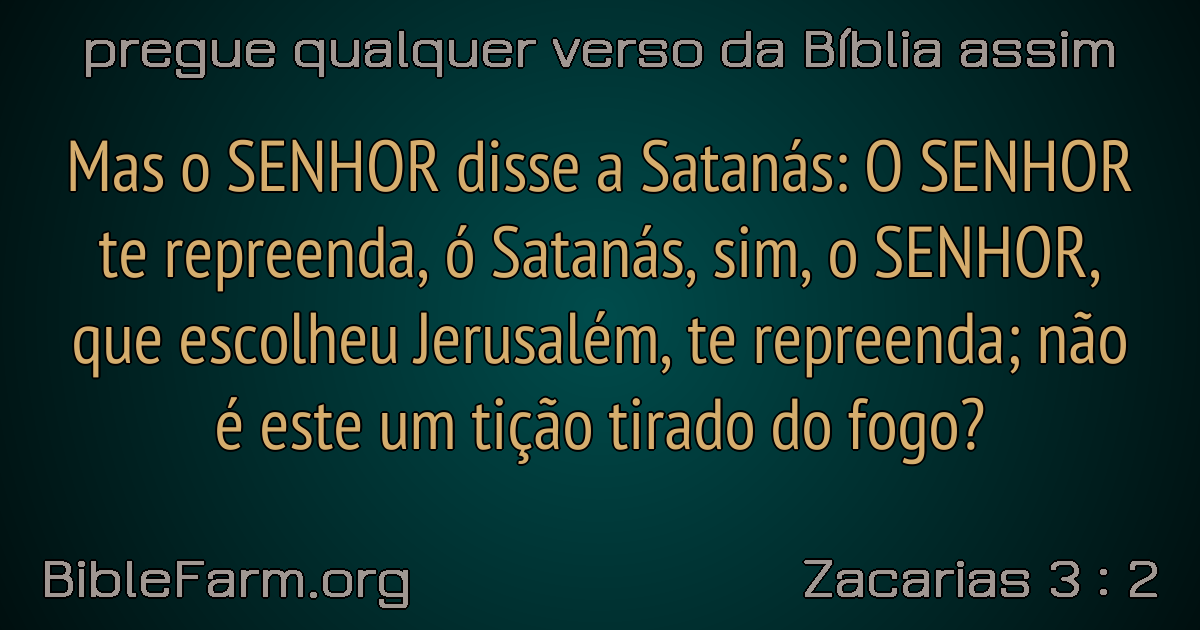 pregue qualquer verso da Bíblia assim
Mas o SENHOR disse a Satanás: O SENHOR
te repreenda, ó Satanás, sim, o SENHOR,
que escolheu Jerusalém, te repreenda; não
é este um tição tirado do fogo?
BibleFarm.org
Zacarias 3 : 2